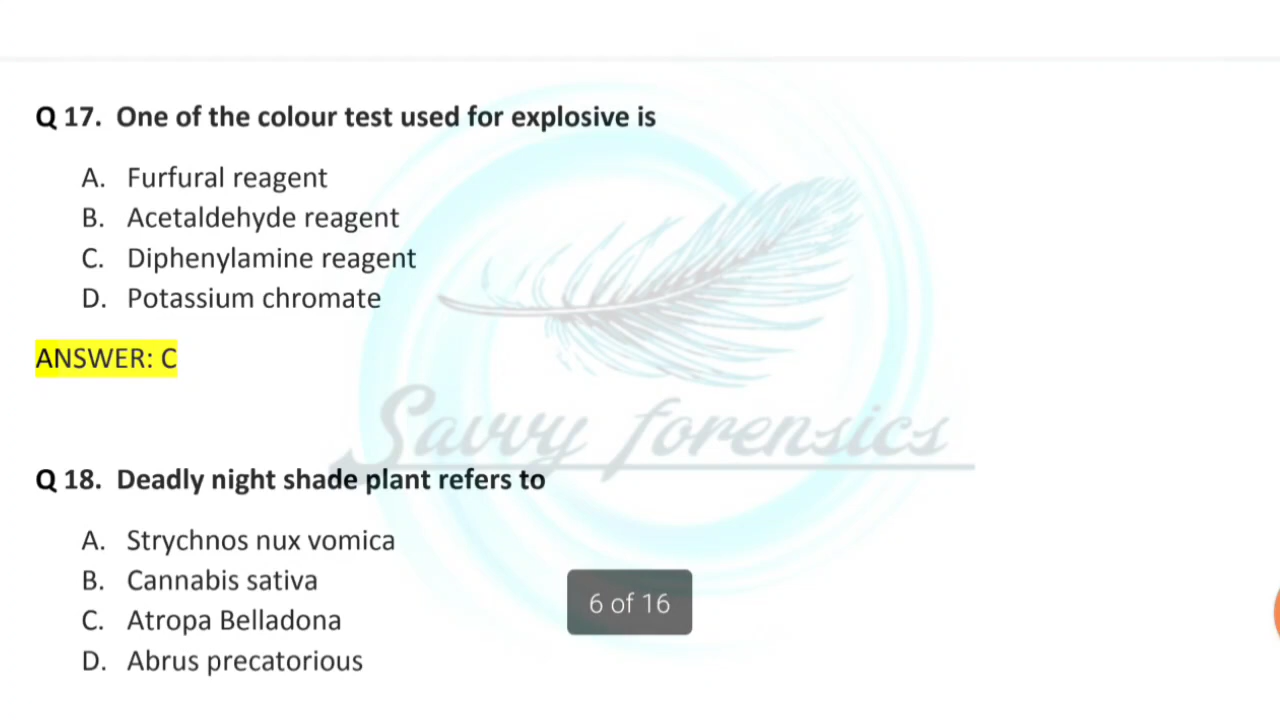 Q 17. One of the colour test used for explosive is
A. Furfural reagent
B. Acetaldehyde reagent
C. Diphenylamine reagent
D. Potassium chromate
ANSWER: C
Savvy forensics
Q 18. Deadly night shade plant refers to
A. Strychnos nux vomica
B. Cannabis sativa
C. Atropa Belladona
D. Abrus precatorious
6 of 16